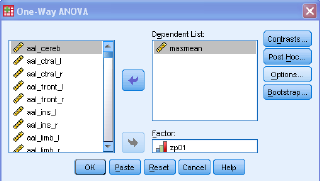 One-Way ANOVA
Dependent List:
aal_cereb
masmean
Contrasts...
aal_ctral_l
Post Hoc...
aal_ctral_r
aal_front_l
Options...
aal_front_r
Bootstrap...
aal_ins_l
aal_ins_r
aal_limb_l
Factor:
aal_limb_r
zp01
OK
Paste
Reset
Cancel
Help